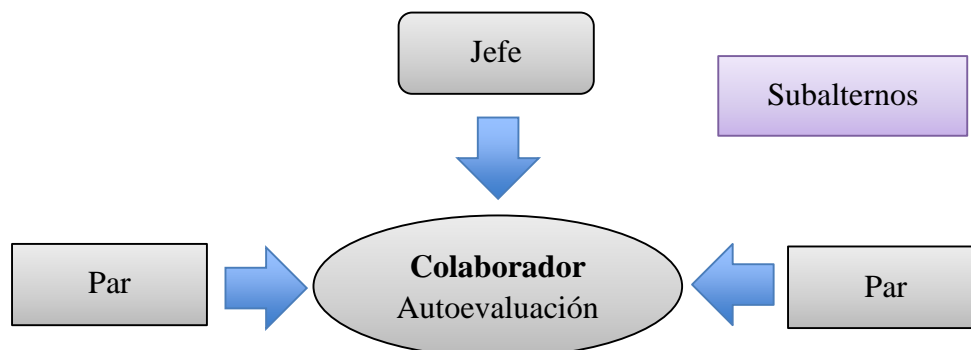 Jefe
Subalternos
Par
Colaborador
Autoevaluación
Par